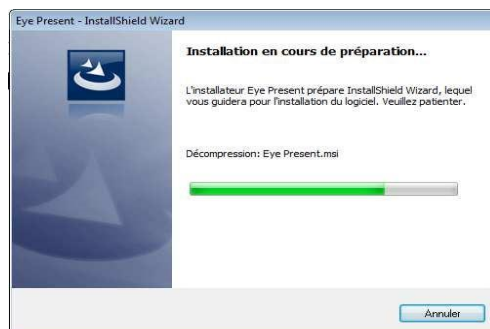 Eye Present - InstallShield Wizard
Installation en cours de préparation...
L'installateur Eye Present prépare InstallShield Wizard, lequel
vous guidera pour l'installation du logiciel. Veuillez patienter.
Décompression: Eye Present.msi
Annuler